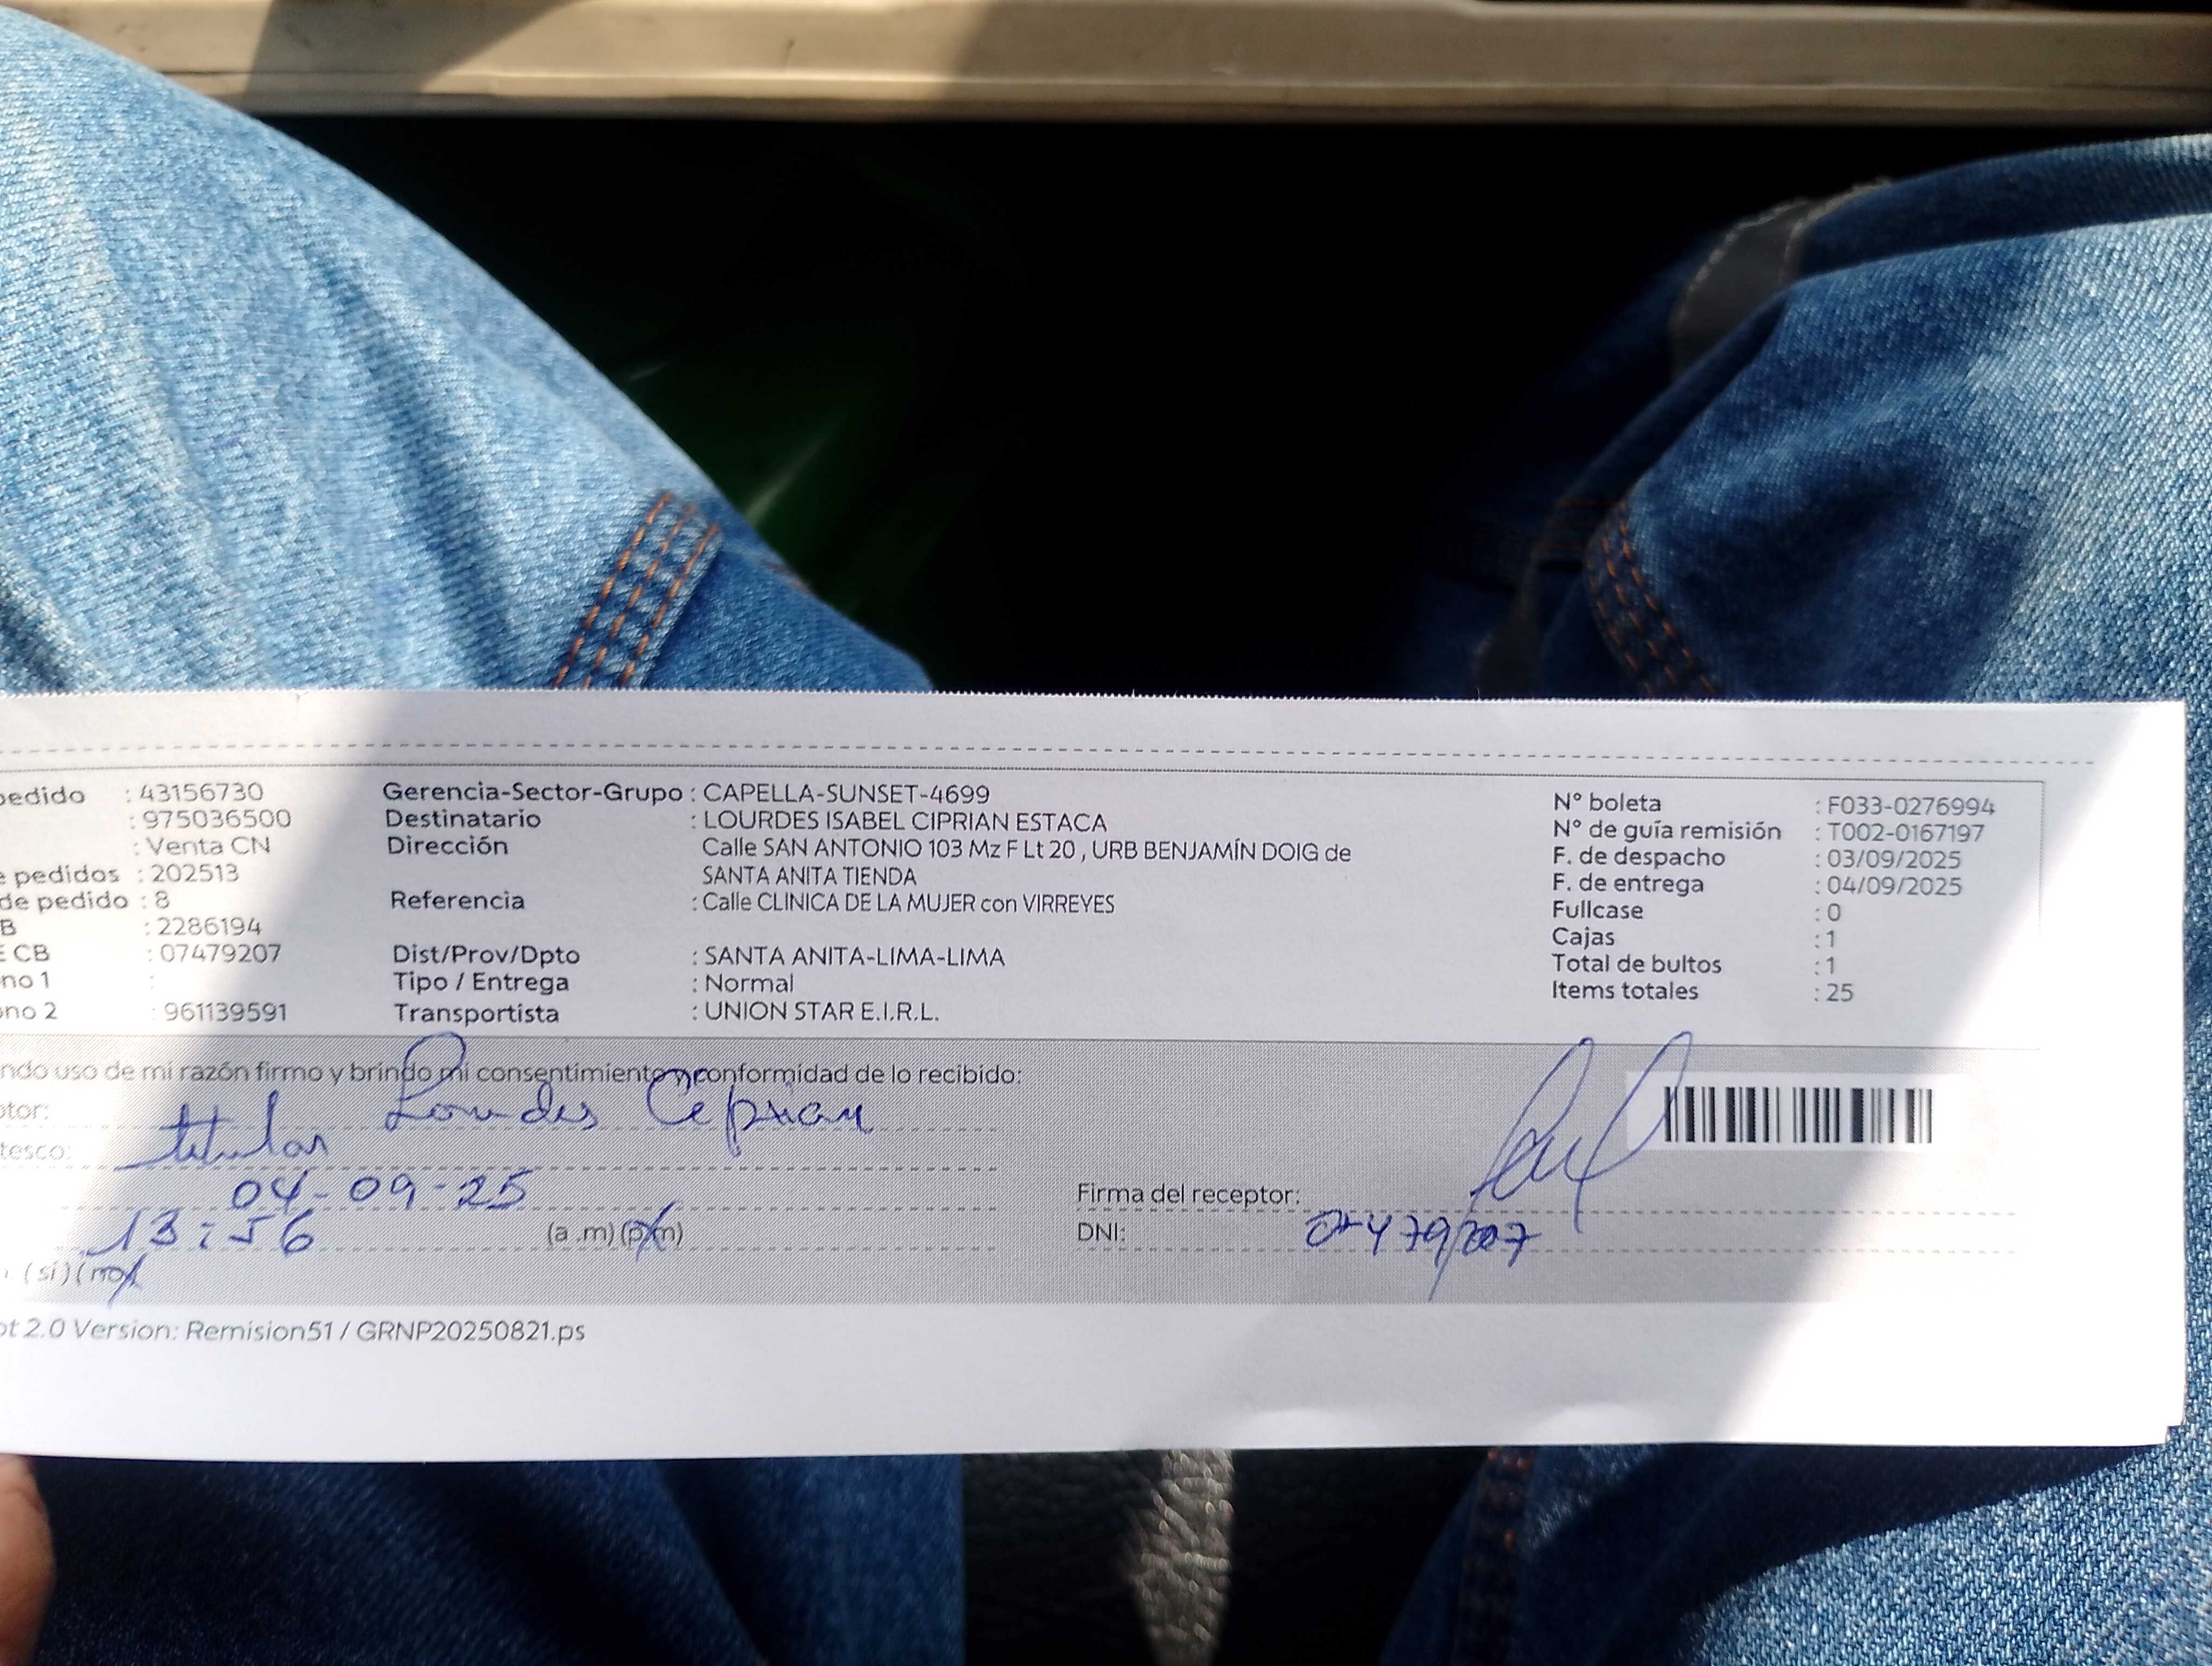 pedido : 43156730
: 975036500
: Venta CN
e pedidos : 202513
de pedido : 8
B : 2286194
E CB : 07479207
no 1 :
ono 2 : 961139591
Gerencia-Sector-Grupo : CAPELLA-SUNSET-4699
Destinatario : LOURDES ISABEL CIPRIAN ESTACA
Dirección Calle SAN ANTONIO 103 Mz F Lt 20 , URB BENJAMÍN DOIG de
SANTA ANITA TIENDA
Referencia : Calle CLINICA DE LA MUJER con VIRREYES
Dist/Prov/Dpto : SANTA ANITA-LIMA-LIMA
Tipo / Entrega : Normal
Transportista : UNION STAR E.I.R.L.
N° boleta : F033-0276994
N° de guía remisión : T002-0167197
F. de despacho : 03/09/2025
F. de entrega : 04/09/2025
Fullcase : 0
Cajas : 1
Total de bultos : 1
Items totales : 25
ndo uso de mi razón firmo y brindo mi consentimiento y conformidad de lo recibido:
ptor: Lourdes Ciprian
tesco: titular
04-09-25
13:56 (a .m) (p.m)
(sí) (no)
Firma del receptor:
DNI: 07479207
ot 2.0 Version: Remision51 / GRNP20250821.ps